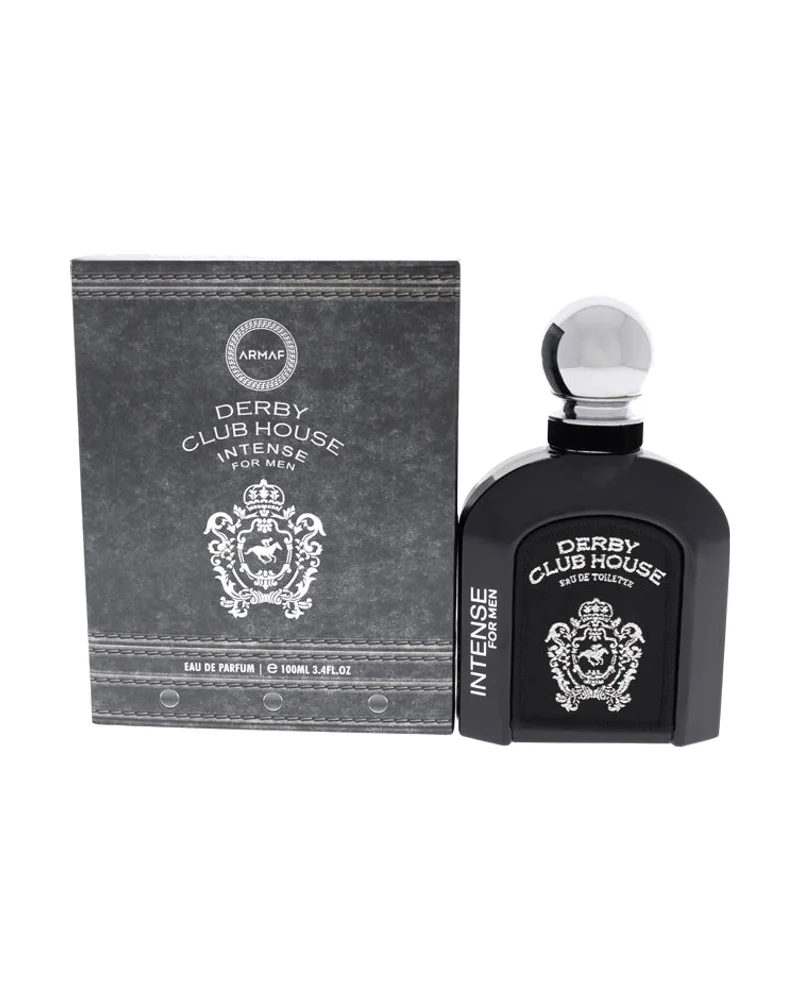 ARMAF
DERBY
CLUB HOUSE
INTENSE
FOR MEN
EAU DE PARFUM | e 100ML 3.4FL.OZ
DERBY
CLUB HOUSE
EAU DE TOILETTE
INTENSE
FOR MEN